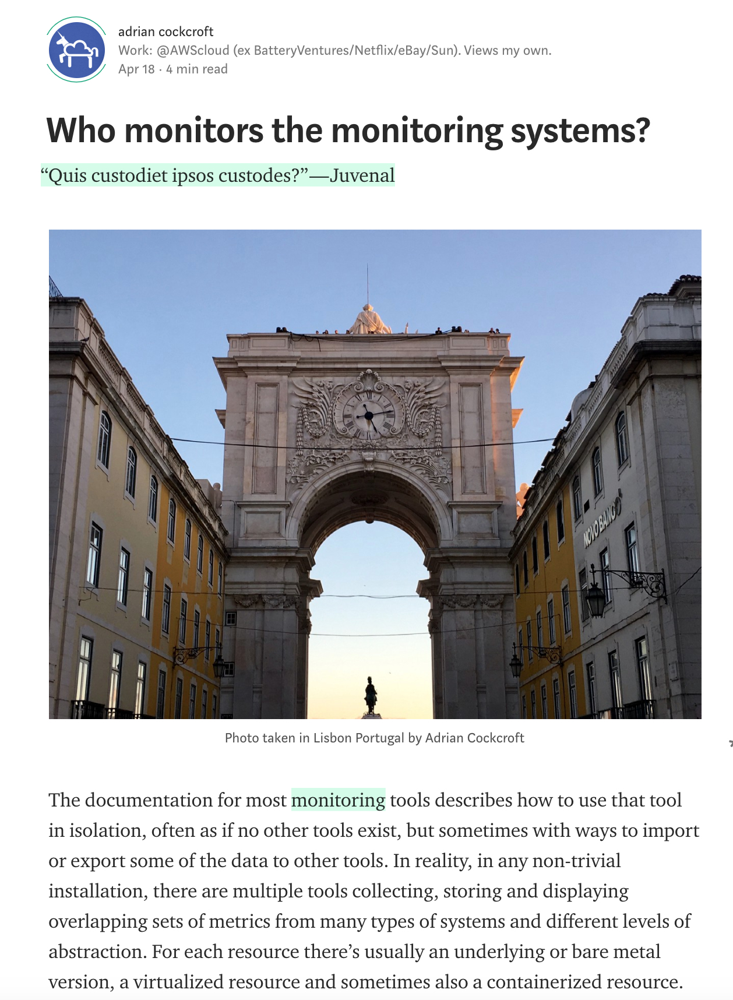 adrian cockcroft
Work: @AWScloud (ex BatteryVentures/Netflix/eBay/Sun). Views my own.
Apr 18 · 4 min read
Who monitors the monitoring systems?
“Quis custodiet ipsos custodes?”—Juvenal
NOVO BANCO
Photo taken in Lisbon Portugal by Adrian Cockcroft
The documentation for most monitoring tools describes how to use that tool
in isolation, often as if no other tools exist, but sometimes with ways to import
or export some of the data to other tools. In reality, in any non-trivial
installation, there are multiple tools collecting, storing and displaying
overlapping sets of metrics from many types of systems and different levels of
abstraction. For each resource there’s usually an underlying or bare metal
version, a virtualized resource and sometimes also a containerized resource.